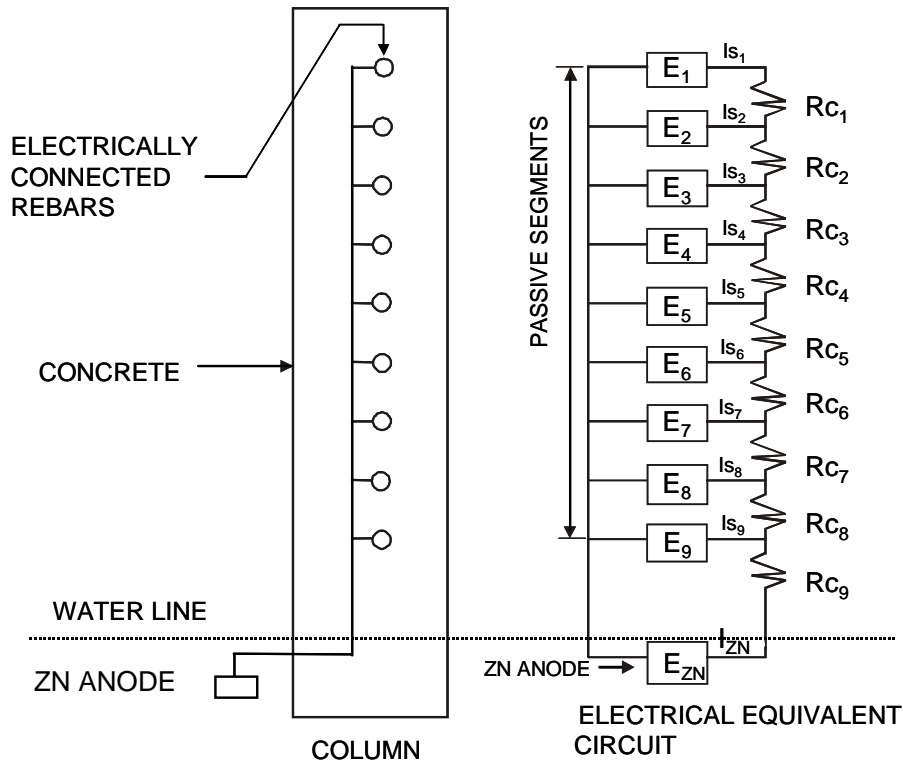 ELECTRICALLY
CONNECTED
REBARS
CONCRETE
WATER LINE
ZN ANODE
COLUMN
PASSIVE SEGMENTS
E1
Is1
Rc1
E2
Is2
Rc2
E3
Is3
Rc3
E4
Is4
Rc4
E5
Is5
Rc5
E6
Is6
Rc6
E7
Is7
Rc7
E8
Is8
Rc8
E9
Is9
Rc9
ZN ANODE
EZN
IZN
ELECTRICAL EQUIVALENT
CIRCUIT